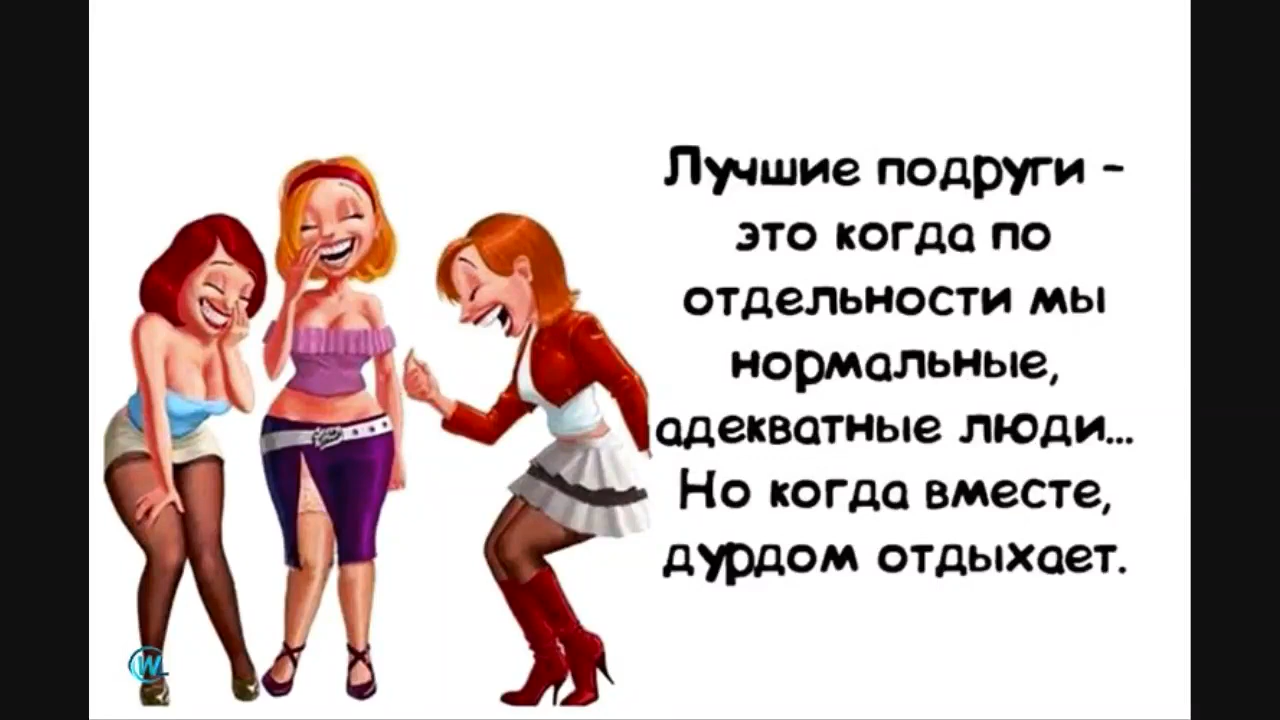 Лучшие подруги -
это когда по
отдельности мы
нормальные,
адекватные люди...
Но когда вместе,
дурдом отдыхает.
W